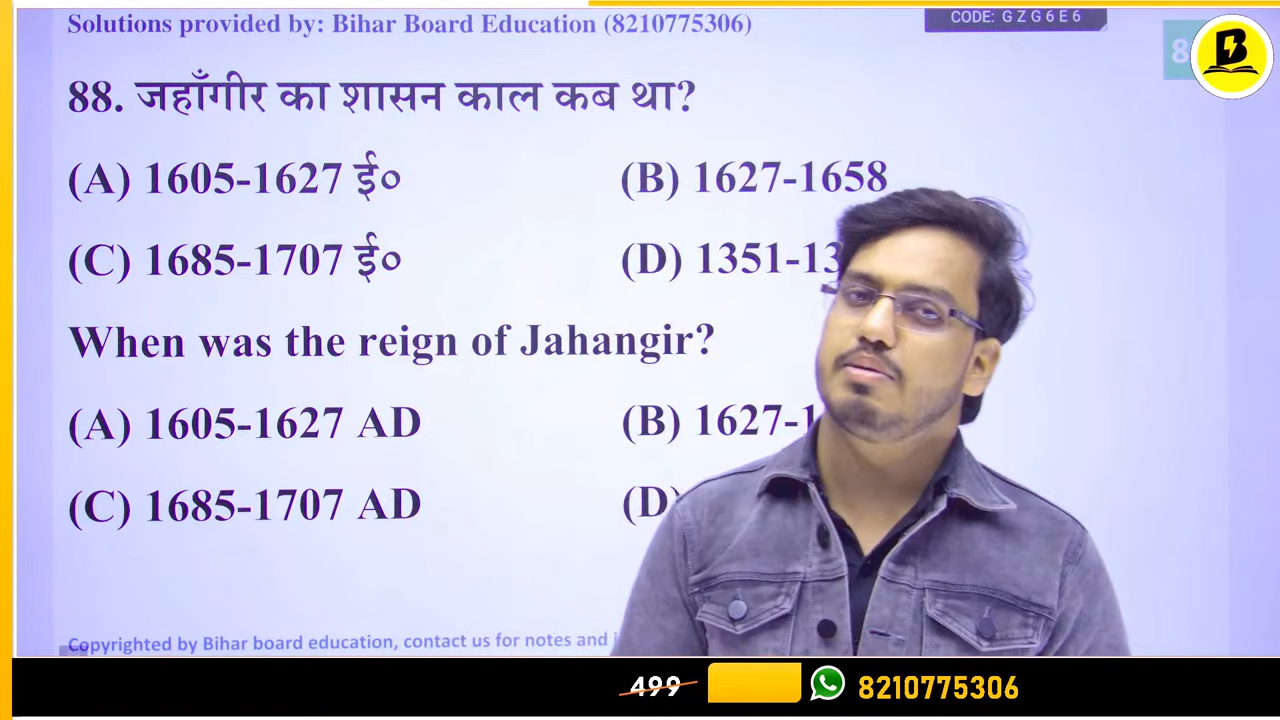 Solutions provided by: Bihar Board Education (8210775306)
CODE: G Z G 6 E 6
8
B
88. जहाँगीर का शासन काल कब था?
(A) 1605-1627 ई०
(B) 1627-1658
(C) 1685-1707 ई०
(D) 1351-13
When was the reign of Jahangir?
(A) 1605-1627 AD
(B) 1627-1
(C) 1685-1707 AD
(D)
Copyrighted by Bihar board education, contact us for notes and
499
8210775306